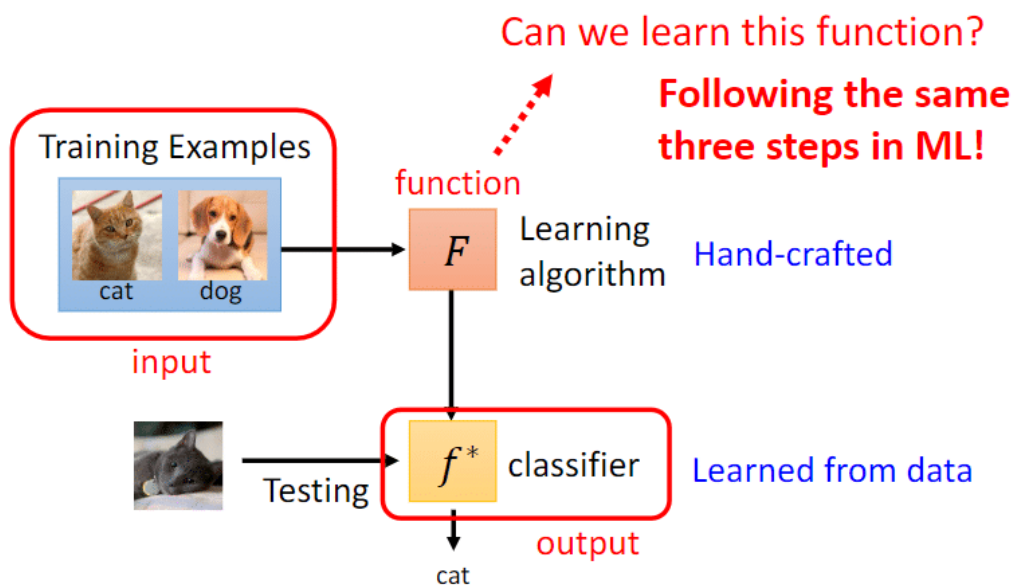 Can we learn this function?
Following the same
three steps in ML!
Training Examples
cat
dog
input
function
F
Learning
algorithm
Hand-crafted
Testing
f*
classifier
Learned from data
output
cat